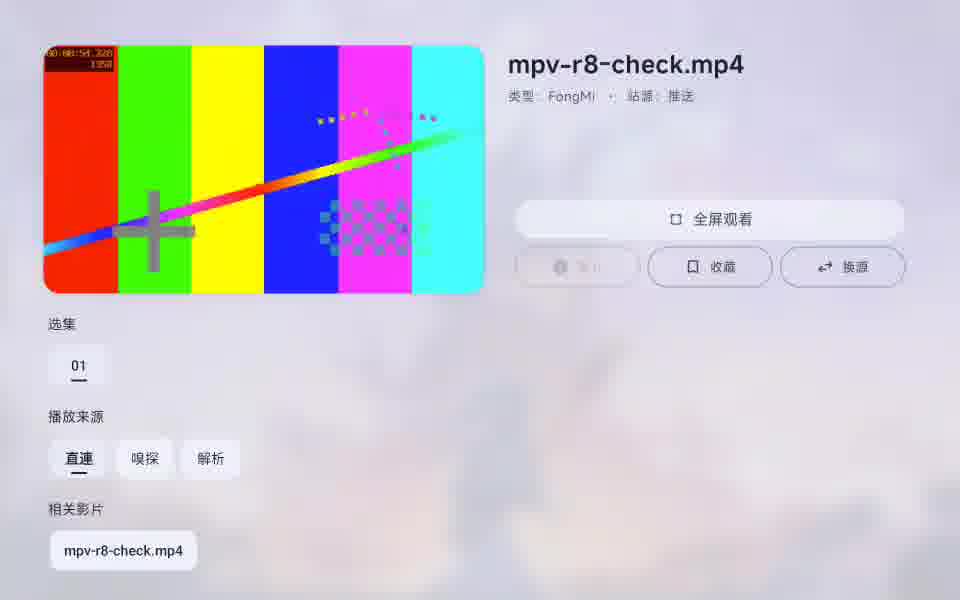 00:00:54.320
1358
mpv-r8-check.mp4
类型：FongMi · 站源：推送
全屏观看
收藏
换源
选集
01
播放来源
直連
嗅探
解析
相关影片
mpv-r8-check.mp4